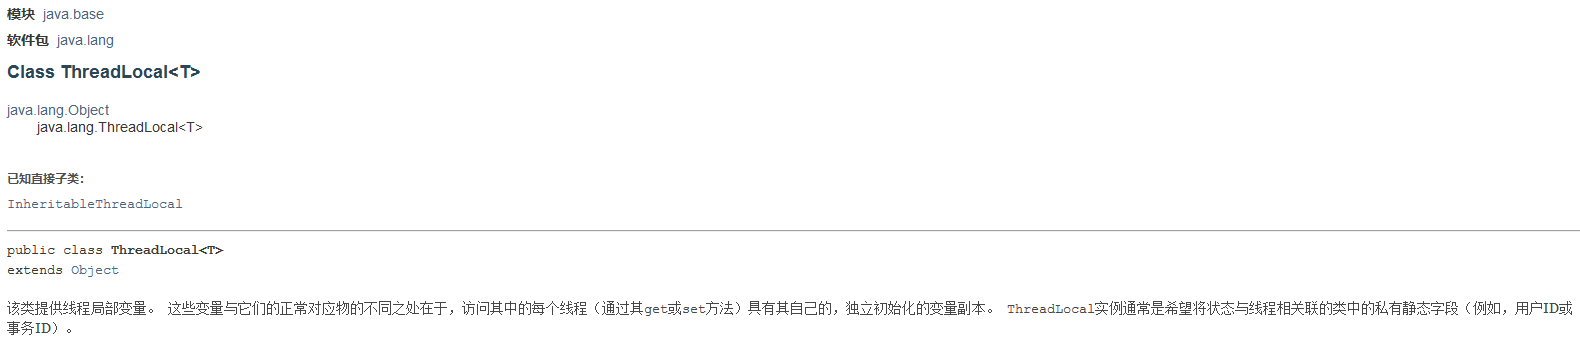 模块 java.base
软件包 java.lang
Class ThreadLocal<T>
java.lang.Object
java.lang.ThreadLocal<T>
已知直接子类：
InheritableThreadLocal
public class ThreadLocal<T>
extends Object
该类提供线程局部变量。 这些变量与它们的正常对应物的不同之处在于，访问其中的每个线程（通过其get或set方法）具有其自己的，独立初始化的变量副本。 ThreadLocal实例通常是希望将状态与线程相关联的类中的私有静态字段（例如，用户ID或
事务ID）。